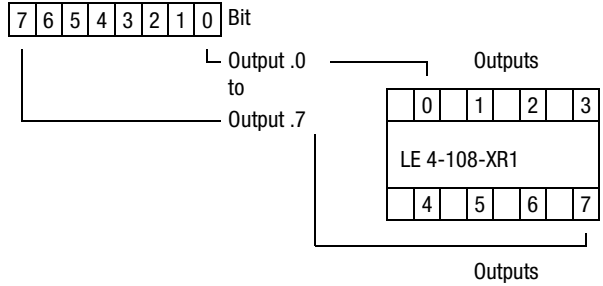 7 6 5 4 3 2 1 0 Bit
Output .0
to
Output .7
Outputs
0 1 2 3
LE 4-108-XR1
4 5 6 7
Outputs